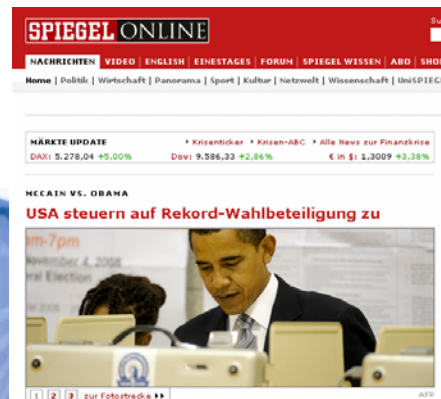 SPIEGEL ONLINE
NACHRICHTEN VIDEO | ENGLISH | EINESTAGES | FORUM | SPIEGEL WISSEN | ABO | SHO
Home | Politik | Wirtschaft | Panorama | Sport | Kultur | Netzwelt | Wissenschaft | UniSPIEG
MÄRKTE UPDATE Krisenticker Krisen-ABC Alle News zur Finanzkrise
DAX: 5.278,04 +5,00% Dow: 9.586,33 +2,86% € in $: 1,3009 +3,38%
MCCAIN VS. OBAMA
USA steuern auf Rekord-Wahlbeteiligung zu
am-7pm
November 4, 2008
ral Election
1 2 3 zur Fotostrecke
AFP